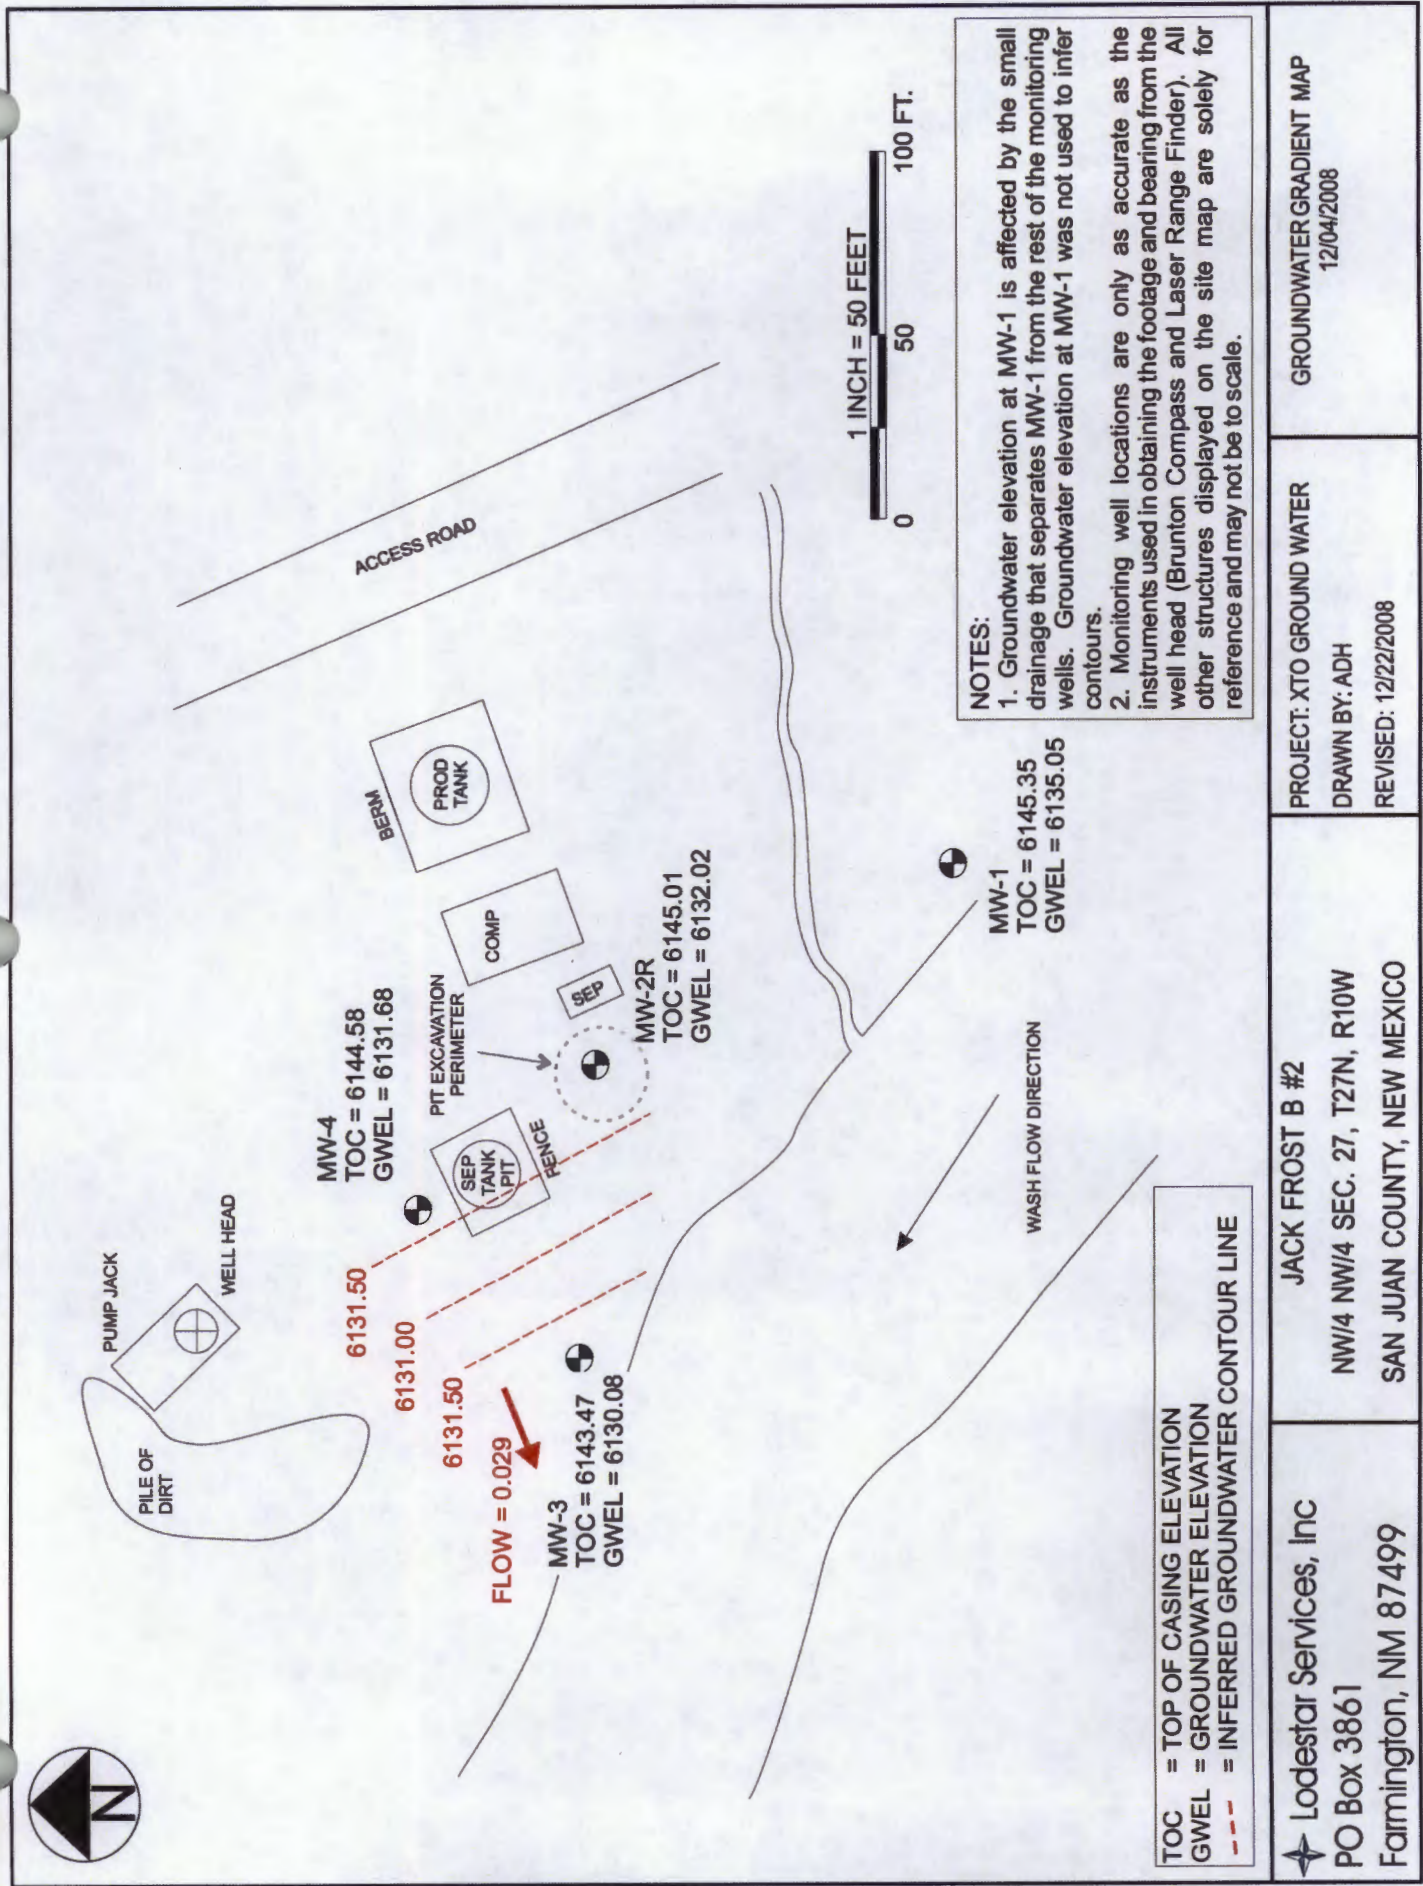 N
PILE OF
DIRT
PUMP JACK
WELL HEAD
MW-4
TOC = 6144.58
GWEL = 6131.68
6131.50
6131.00
6131.50
FLOW = 0.029
MW-3
TOC = 6143.47
GWEL = 6130.08
SEP
TANK
PIT
FENCE
PIT EXCAVATION
PERIMETER
BERM
PROD
TANK
COMP
SEP
MW-2R
TOC = 6145.01
GWEL = 6132.02
ACCESS ROAD
MW-1
TOC = 6145.35
GWEL = 6135.05
WASH FLOW DIRECTION
1 INCH = 50 FEET
0 50 100 FT.
NOTES:
1. Groundwater elevation at MW-1 is affected by the small
drainage that separates MW-1 from the rest of the monitoring
wells. Groundwater elevation at MW-1 was not used to infer
contours.
2. Monitoring well locations are only as accurate as the
instruments used in obtaining the footage and bearing from the
well head (Brunton Compass and Laser Range Finder). All
other structures displayed on the site map are solely for
reference and may not be to scale.
TOC = TOP OF CASING ELEVATION
GWEL = GROUNDWATER ELEVATION
--- = INFERRED GROUNDWATER CONTOUR LINE
Lodestar Services, Inc
PO Box 3861
Farmington, NM 87499
JACK FROST B #2
NW/4 NW/4 SEC. 27, T27N, R10W
SAN JUAN COUNTY, NEW MEXICO
PROJECT: XTO GROUND WATER
DRAWN BY: ADH
REVISED: 12/22/2008
GROUNDWATER GRADIENT MAP
12/04/2008